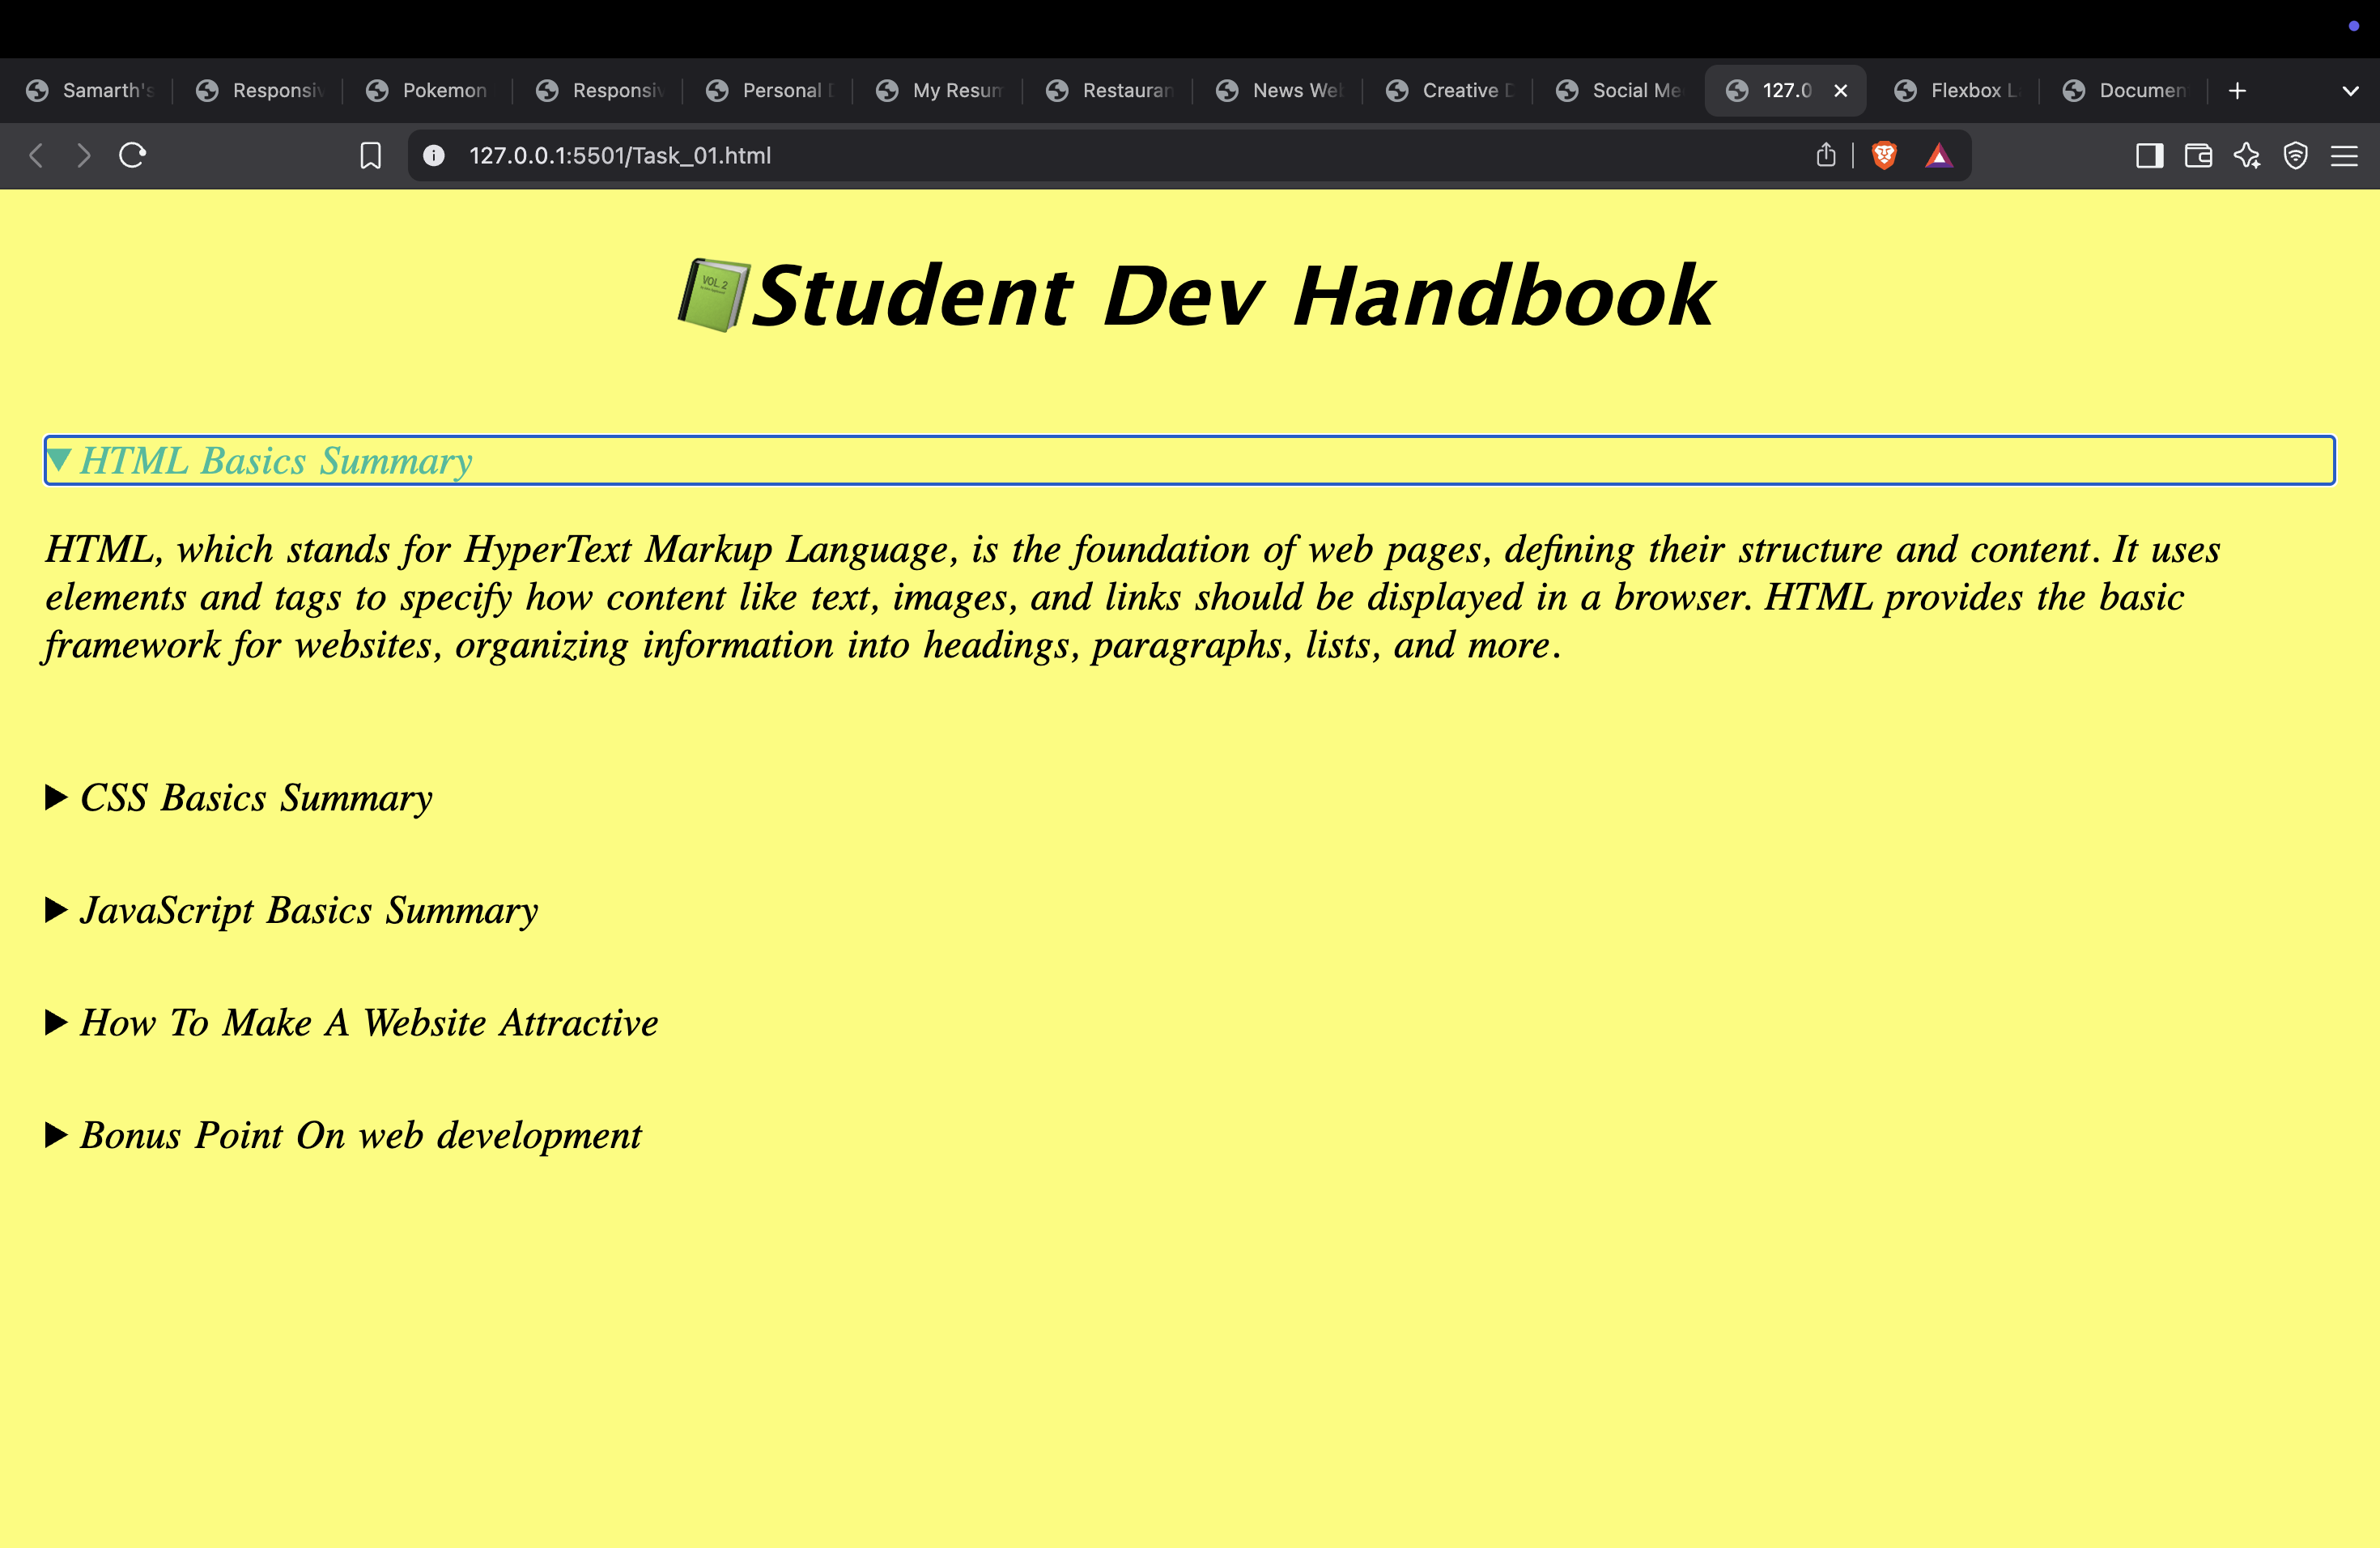 Samarth's
Responsiv
Pokemon
Responsiv
Personal D
My Resum
Restauran
News Web
Creative D
Social Me
127.0
Flexbox L
Documen
127.0.0.1:5501/Task_01.html
VOL 2
Student Dev Handbook
HTML Basics Summary
HTML, which stands for HyperText Markup Language, is the foundation of web pages, defining their structure and content. It uses
elements and tags to specify how content like text, images, and links should be displayed in a browser. HTML provides the basic
framework for websites, organizing information into headings, paragraphs, lists, and more.
CSS Basics Summary
JavaScript Basics Summary
How To Make A Website Attractive
Bonus Point On web development